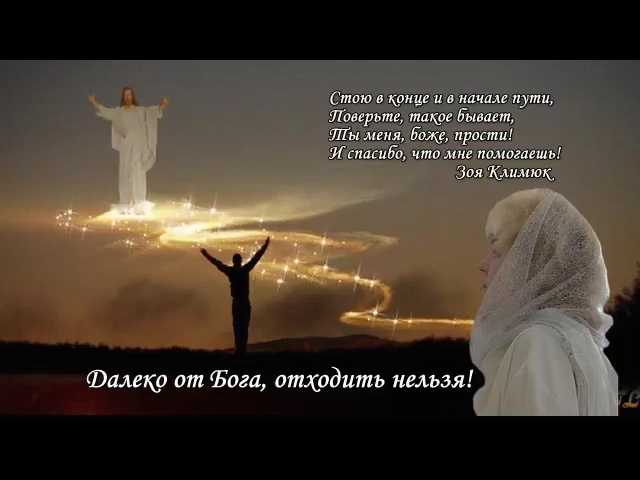 Стою в конце и в начале пути,
Поверьте, такое бывает,
Ты меня, боже, прости!
И спасибо, что мне помогаешь!
Зоя Климюк
Далеко от Бога, отходить нельзя!